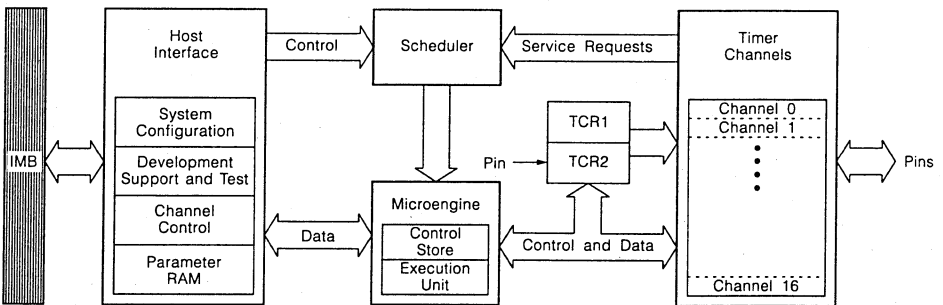 IMB
Host
Interface
System
Configuration
Development
Support and Test
Channel
Control
Parameter
RAM
Control
Data
Scheduler
Service Requests
TCR1
TCR2
Pin
Microengine
Control
Store
Execution
Unit
Control and Data
Timer
Channels
Channel 0
Channel 1
Channel 16
Pins